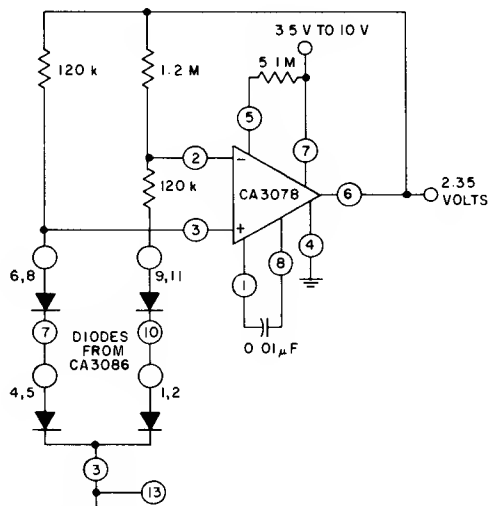 3.5 V TO 10 V
120 k
1.2 M
5.1 M
5
7
2
-
CA3078
6
120 k
2.35
VOLTS
3
+
4
8
1
6,8
9,11
0.01μF
7
DIODES
FROM
CA3086
10
4,5
1,2
3
13